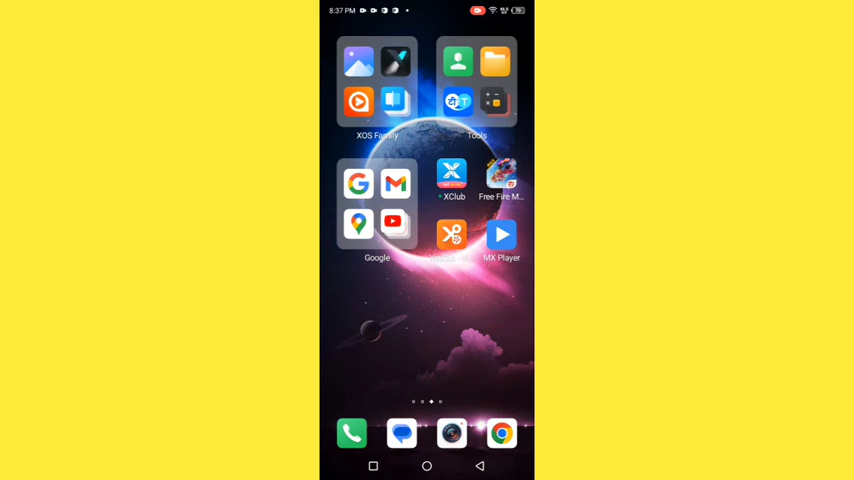 8:37 PM
XOS Family
Tools
XClub
Free Fire M...
Google
MX Player